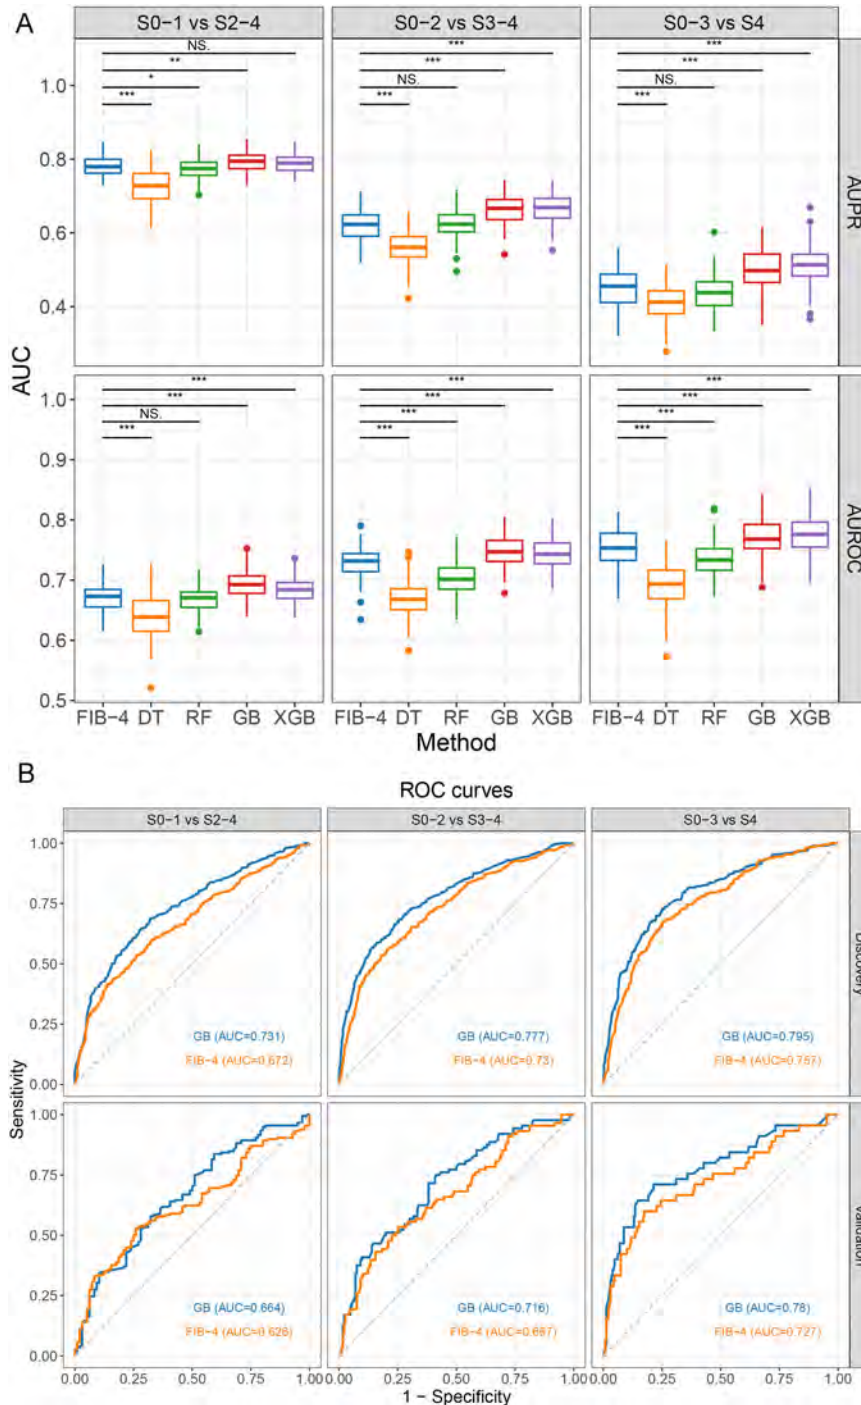 A
S0-1 vs S2-4
S0-2 vs S3-4
S0-3 vs S4
NS.
**
*
***
***
***
NS.
***
***
***
NS.
***
1.0
0.8
0.6
0.4
AUPR
AUC
***
***
NS.
***
***
***
***
***
***
***
***
***
1.0
0.9
0.8
0.7
0.6
0.5
AUROC
FIB-4 DT RF GB XGB
FIB-4 DT RF GB XGB
FIB-4 DT RF GB XGB
Method
B
ROC curves
S0-1 vs S2-4
S0-2 vs S3-4
S0-3 vs S4
1.00
0.75
0.50
0.25
0.00
GB (AUC=0.731)
FIB-4 (AUC=0.672)
GB (AUC=0.777)
FIB-4 (AUC=0.73)
GB (AUC=0.795)
FIB-4 (AUC=0.757)
Discovery
Sensitivity
1.00
0.75
0.50
0.25
0.00
GB (AUC=0.664)
FIB-4 (AUC=0.626)
GB (AUC=0.716)
GB (AUC=0.78)
FIB-4 (AUC=0.727)
Validation
0.00 0.25 0.50 0.75 1.00
0.00 0.25 0.50 0.75 1.00
0.00 0.25 0.50 0.75 1.00
1 - Specificity